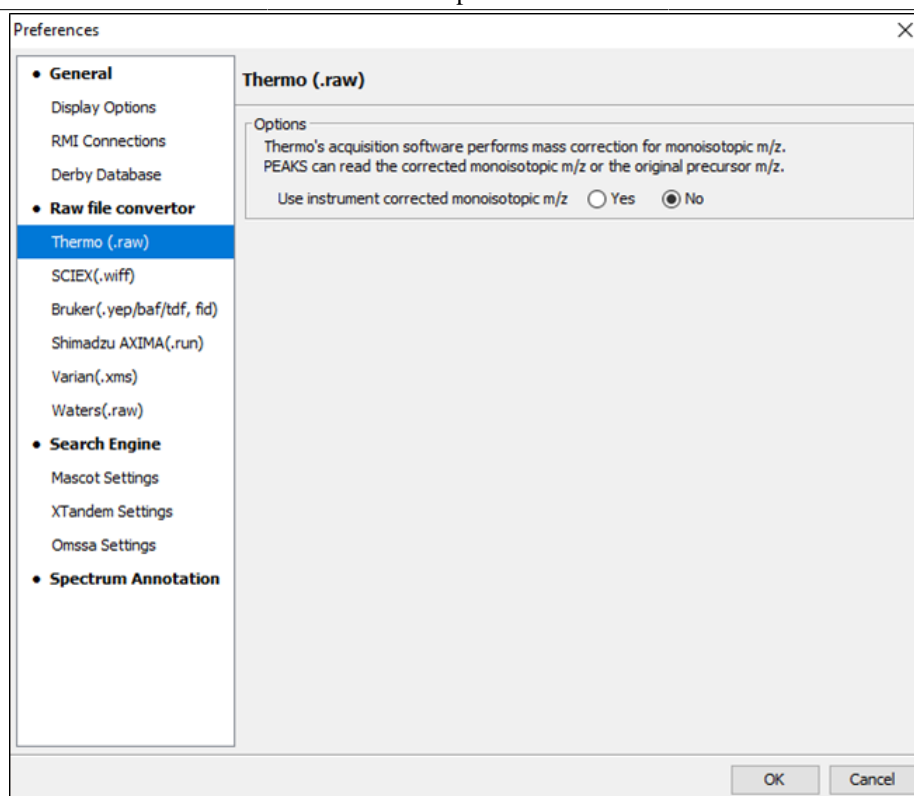 Preferences
• General
Display Options
RMI Connections
Derby Database
• Raw file convertor
Thermo (.raw)
SCIEX(.wiff)
Bruker(.yep/baf/tdf, fid)
Shimadzu AXIMA(.run)
Varian(.xms)
Waters(.raw)
• Search Engine
Mascot Settings
XTandem Settings
Omssa Settings
• Spectrum Annotation
Thermo (.raw)
Options
Thermo's acquisition software performs mass correction for monoisotopic m/z.
PEAKS can read the corrected monoisotopic m/z or the original precursor m/z.
Use instrument corrected monoisotopic m/z Yes No
OK Cancel